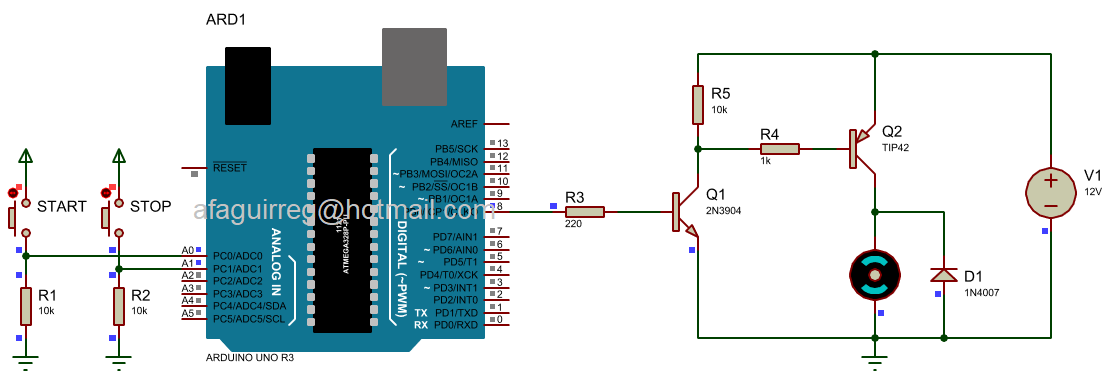 ARD1
AREF
RESET
START
STOP
R1
10k
R2
10k
A0
A1
A2
A3
A4
A5
PC0/ADC0
PC1/ADC1
PC2/ADC2
PC3/ADC3
PC4/ADC4/SDA
PC5/ADC5/SCL
ANALOG IN
ATMEGA328P-PU
1121
DIGITAL (~PWM)
PB5/SCK 13
PB4/MISO 12
~PB3/MOSI/OC2A 11
~ PB2/SS/OC1B 10
~ PB1/OC1A 9
8
PD7/AIN1 7
~ PD6/AIN0 6
~ PD5/T1 5
PD4/T0/XCK 4
~ PD3/INT1 3
PD2/INT0 2
TX PD1/TXD 1
RX PD0/RXD 0
ARDUINO UNO R3
afaguirreg@hotmail.com
R3
220
Q1
2N3904
R5
10k
R4
1k
Q2
TIP42
D1
1N4007
V1
12V